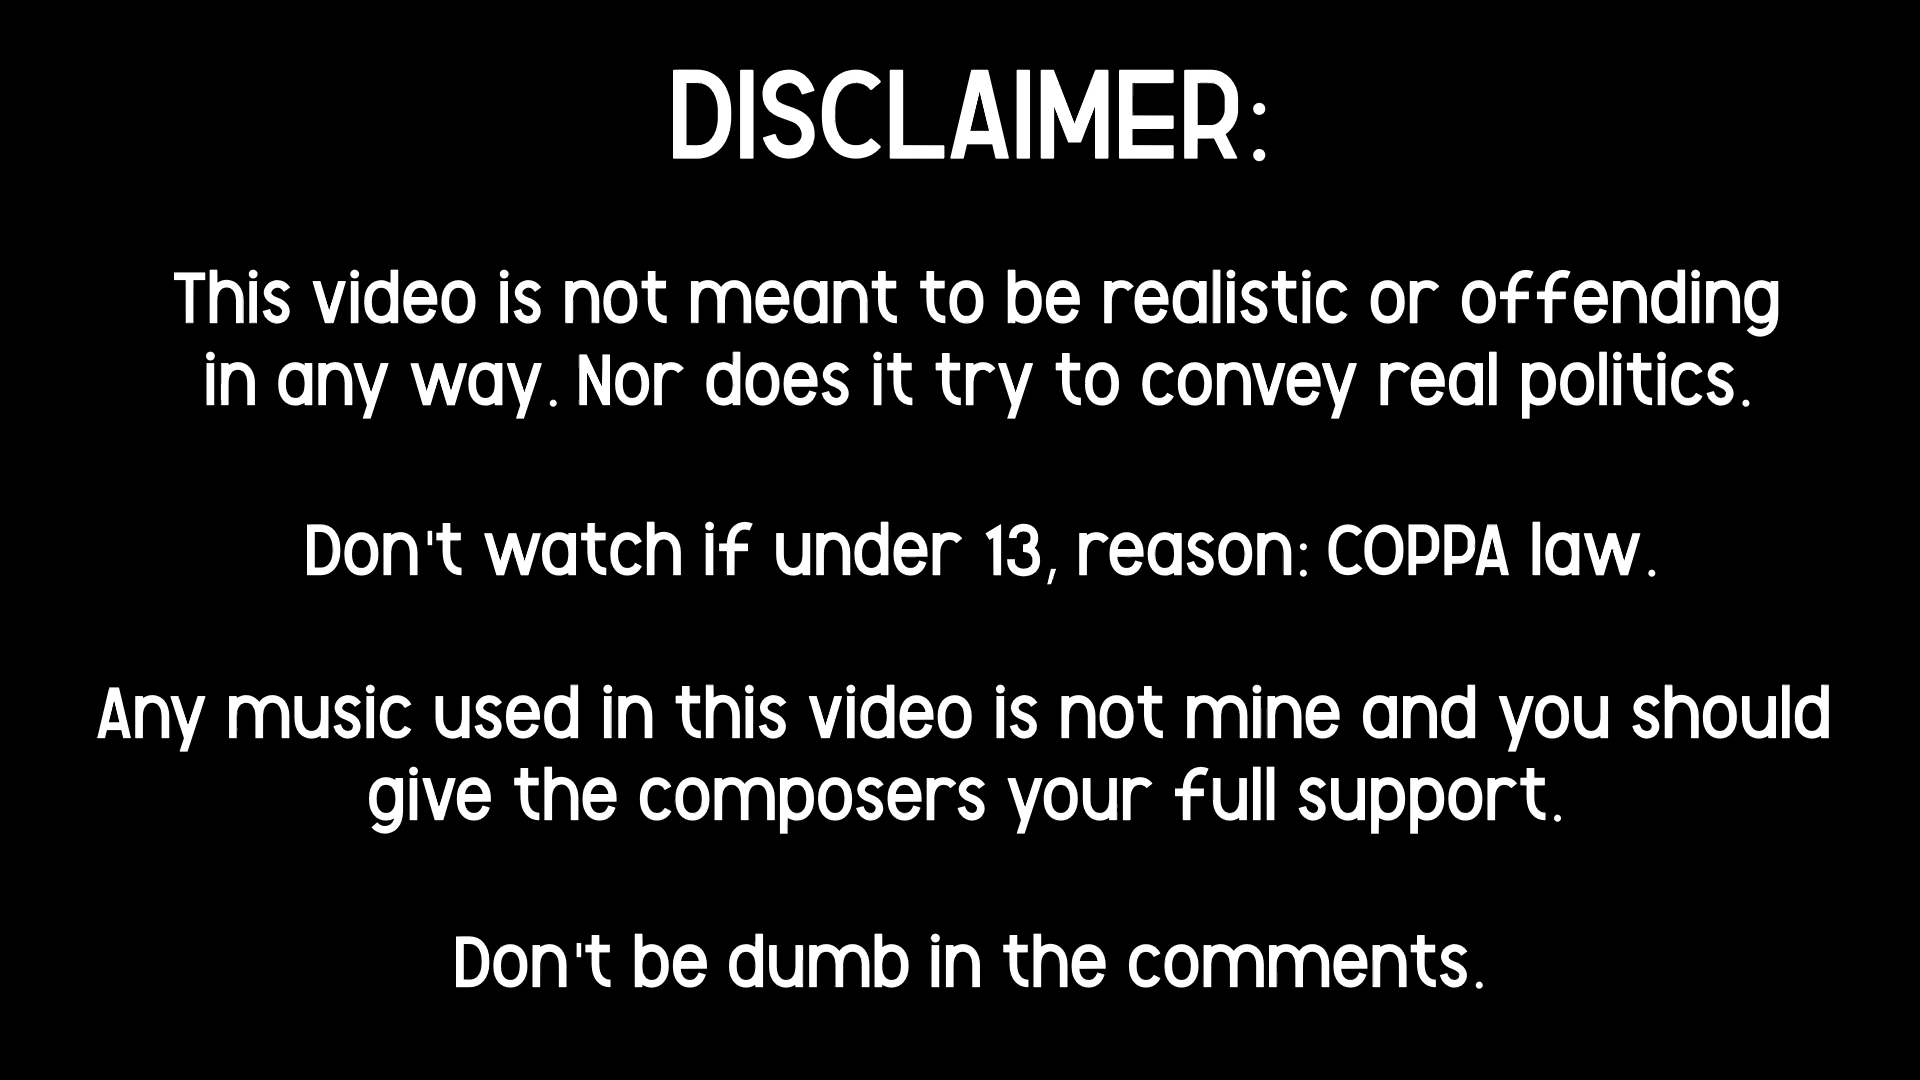 DISCLAIMER:
This video is not meant to be realistic or offending
in any way. Nor does it try to convey real politics.
Don't watch if under 13, reason: COPPA law.
Any music used in this video is not mine and you should
give the composers your full support.
Don't be dumb in the comments.